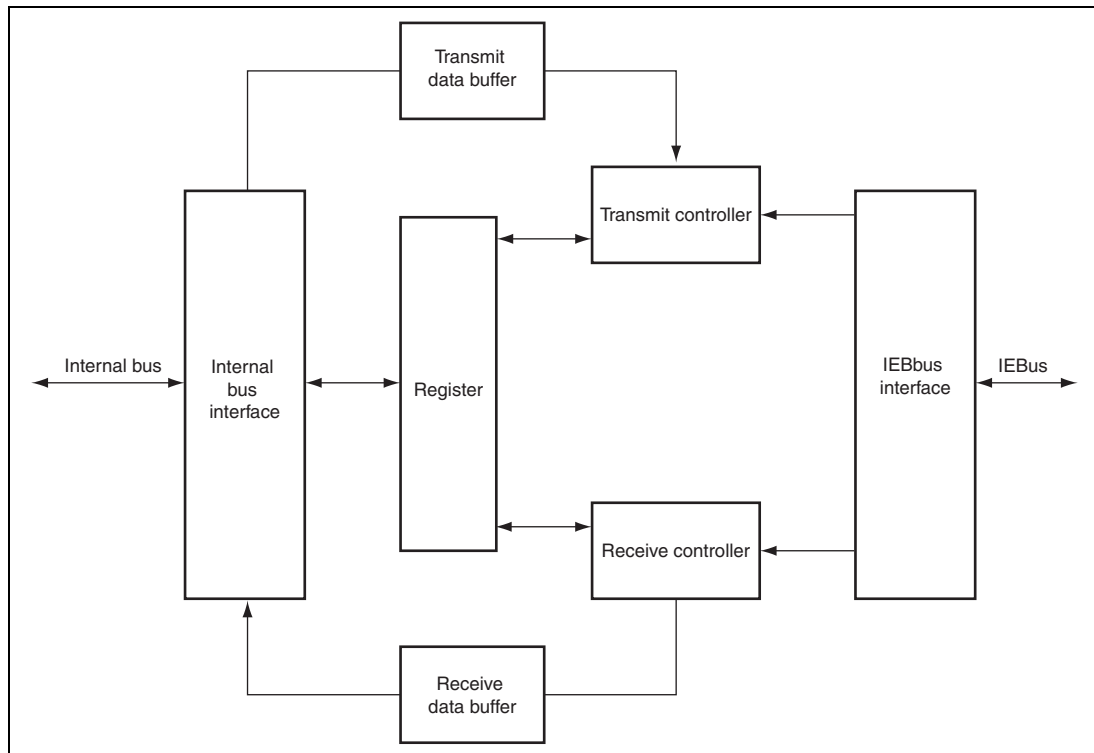 Transmit
data buffer
Transmit controller
Internal bus
Internal
bus
interface
Register
IEBbus
interface
IEBus
Receive controller
Receive
data buffer